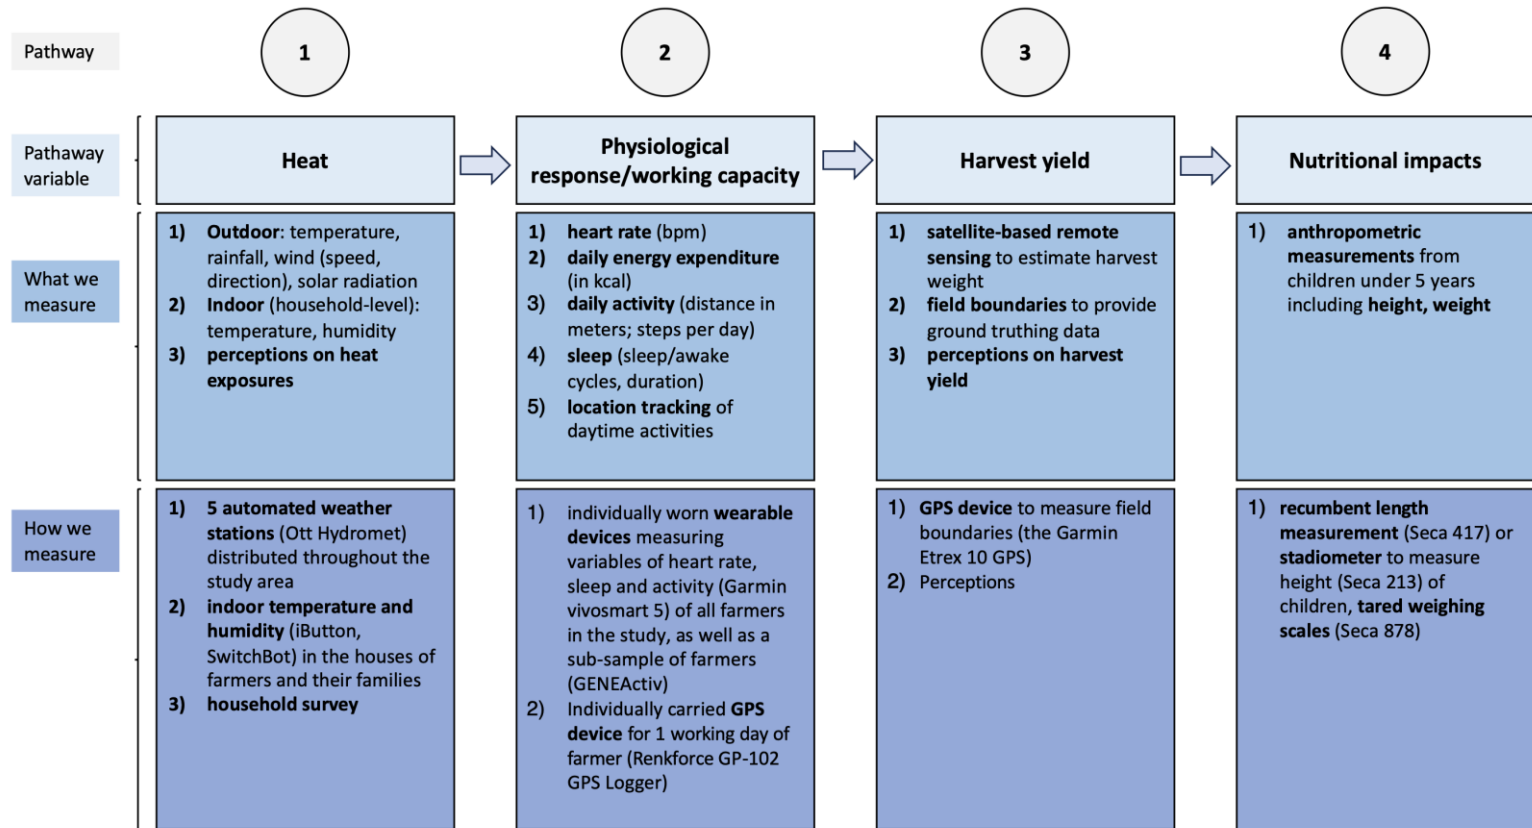 Pathway
1
2
3
4
Pathaway
variable
Heat
Physiological
response/working capacity
Harvest yield
Nutritional impacts
What we
measure
1) Outdoor: temperature,
rainfall, wind (speed,
direction), solar radiation
2) Indoor (household-level):
temperature, humidity
3) perceptions on heat
exposures
1) heart rate (bpm)
2) daily energy expenditure
(in kcal)
3) daily activity (distance in
meters; steps per day)
4) sleep (sleep/awake
cycles, duration)
5) location tracking of
daytime activities
1) satellite-based remote
sensing to estimate harvest
weight
2) field boundaries to provide
ground truthing data
3) perceptions on harvest
yield
1) anthropometric
measurements from
children under 5 years
including height, weight
How we
measure
1) 5 automated weather
stations (Ott Hydromet)
distributed throughout the
study area
2) indoor temperature and
humidity (iButton,
SwitchBot) in the houses of
farmers and their families
3) household survey
1) individually worn wearable
devices measuring
variables of heart rate,
sleep and activity (Garmin
vivosmart 5) of all farmers
in the study, as well as a
sub-sample of farmers
(GENEActiv)
2) Individually carried GPS
device for 1 working day of
farmer (Renkforce GP-102
GPS Logger)
1) GPS device to measure field
boundaries (the Garmin
Etrex 10 GPS)
2) Perceptions
1) recumbent length
measurement (Seca 417) or
stadiometer to measure
height (Seca 213) of
children, tared weighing
scales (Seca 878)